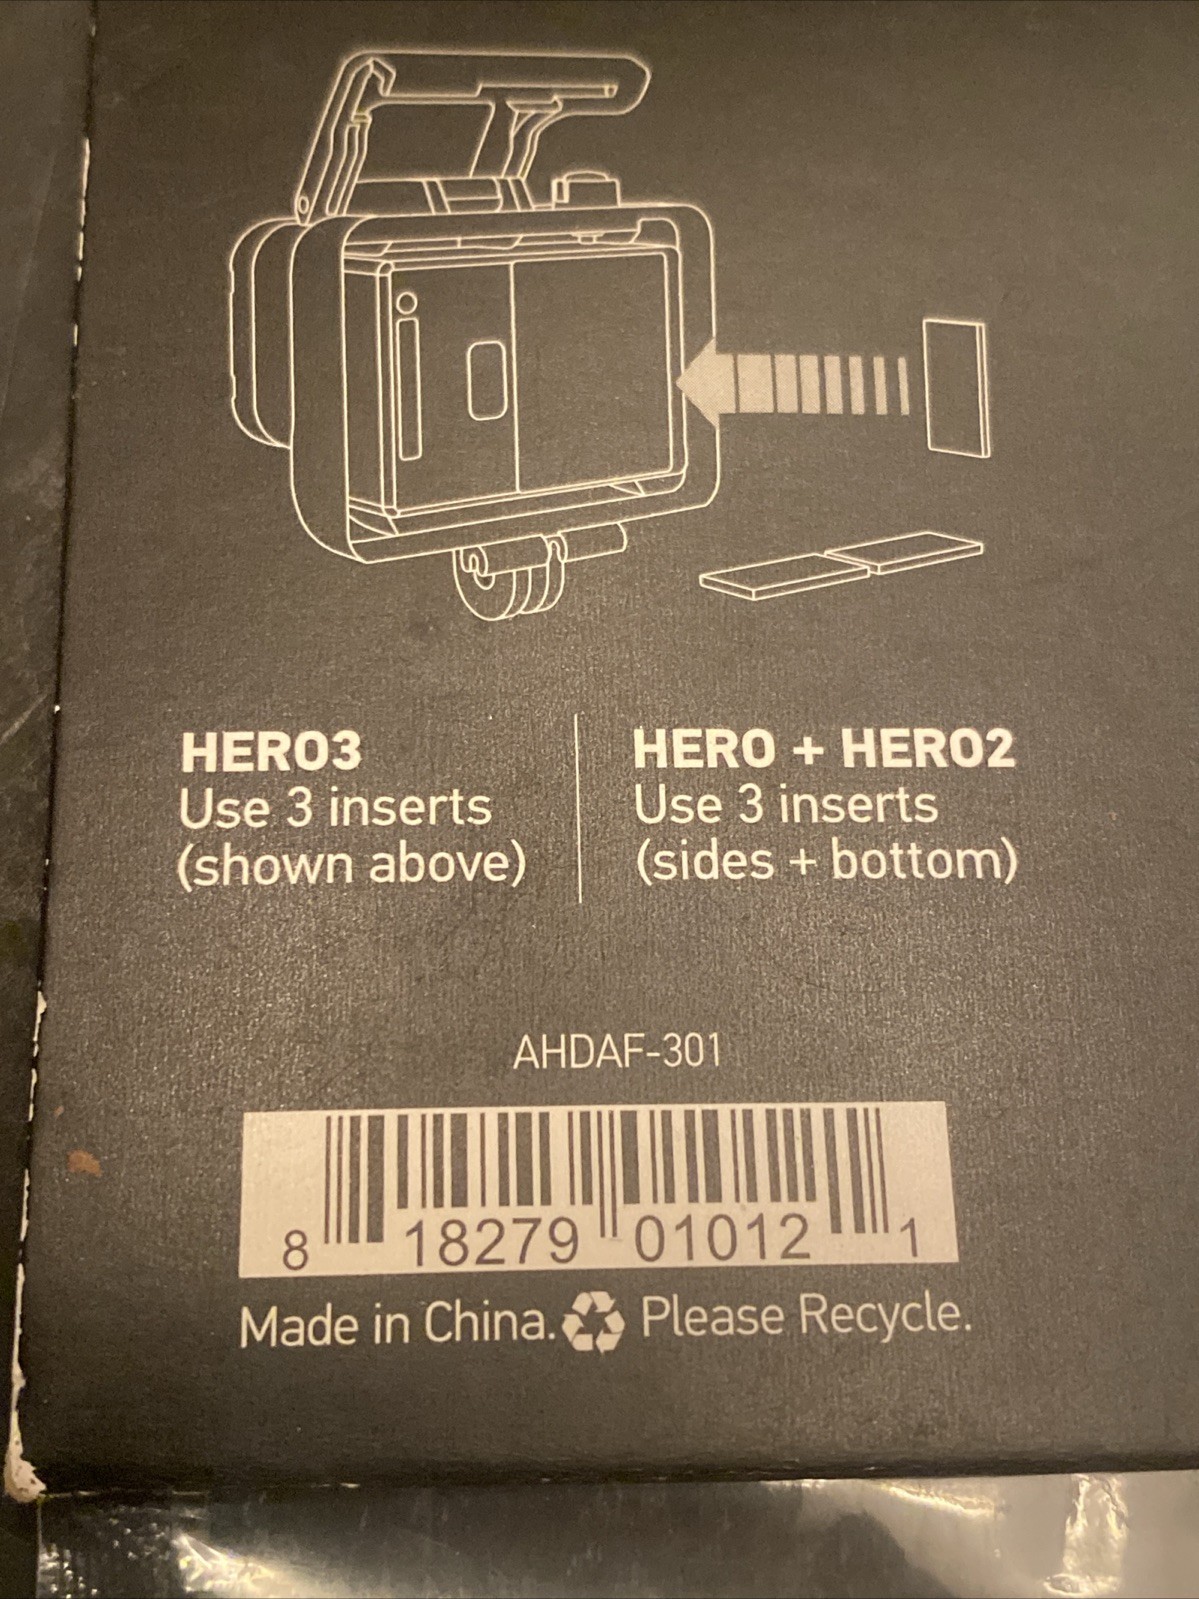 HERO3
Use 3 inserts
(shown above)
HERO + HERO2
Use 3 inserts
(sides + bottom)
AHDAF-301
8 18279 01012 1
Made in China. Please Recycle.